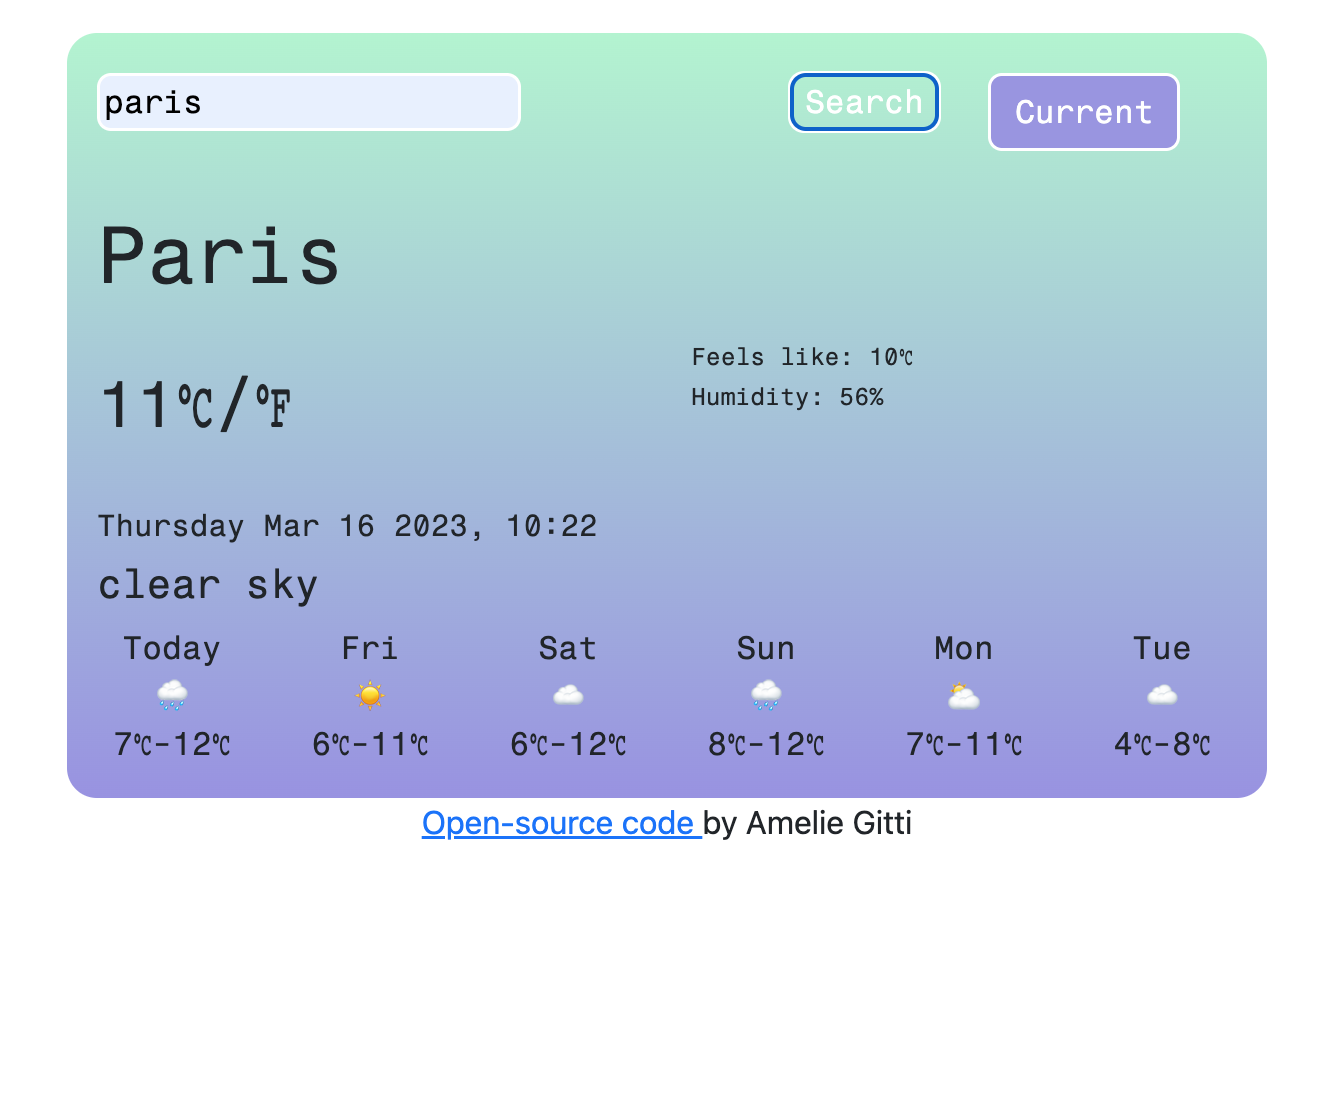 paris
Search
Current
Paris
11℃/℉
Feels like: 10℃
Humidity: 56%
Thursday Mar 16 2023, 10:22
clear sky
Today Fri Sat Sun Mon Tue
7℃-12℃ 6℃-11℃ 6℃-12℃ 8℃-12℃ 7℃-11℃ 4℃-8℃
Open-source code by Amelie Gitti